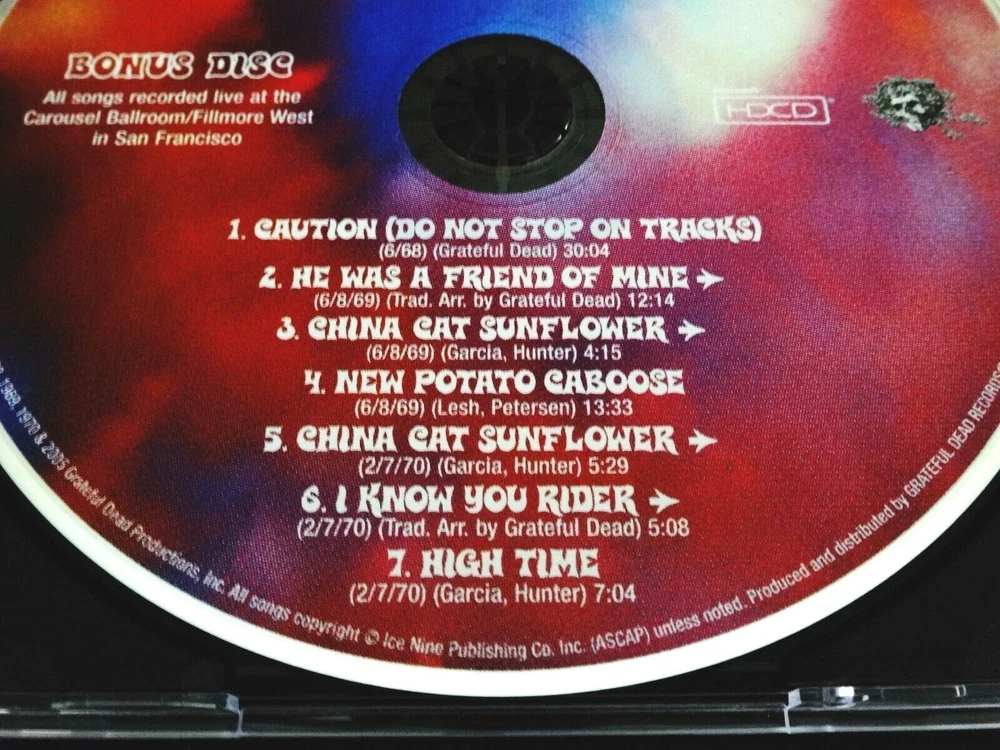 BONUS DISC
All songs recorded live at the
Carousel Ballroom/Fillmore West
in San Francisco
HDCD®
1. CAUTION (DO NOT STOP ON TRACKS)
(6/68) (Grateful Dead) 30:04
2. HE WAS A FRIEND OF MINE →
(6/8/69) (Trad. Arr. by Grateful Dead) 12:14
3. CHINA CAT SUNFLOWER →
(6/8/69) (Garcia, Hunter) 4:15
4. NEW POTATO CABOOSE
(6/8/69) (Lesh, Petersen) 13:33
5. CHINA CAT SUNFLOWER →
(2/7/70) (Garcia, Hunter) 5:29
6. I KNOW YOU RIDER →
(2/7/70) (Trad. Arr. by Grateful Dead) 5:08
7. HIGH TIME
(2/7/70) (Garcia, Hunter) 7:04
1969, 1970 & 2005 Grateful Dead Productions, Inc. All songs copyright © Ice Nine Publishing Co. Inc. (ASCAP) unless noted. Produced and distributed by GRATEFUL DEAD RECORDS